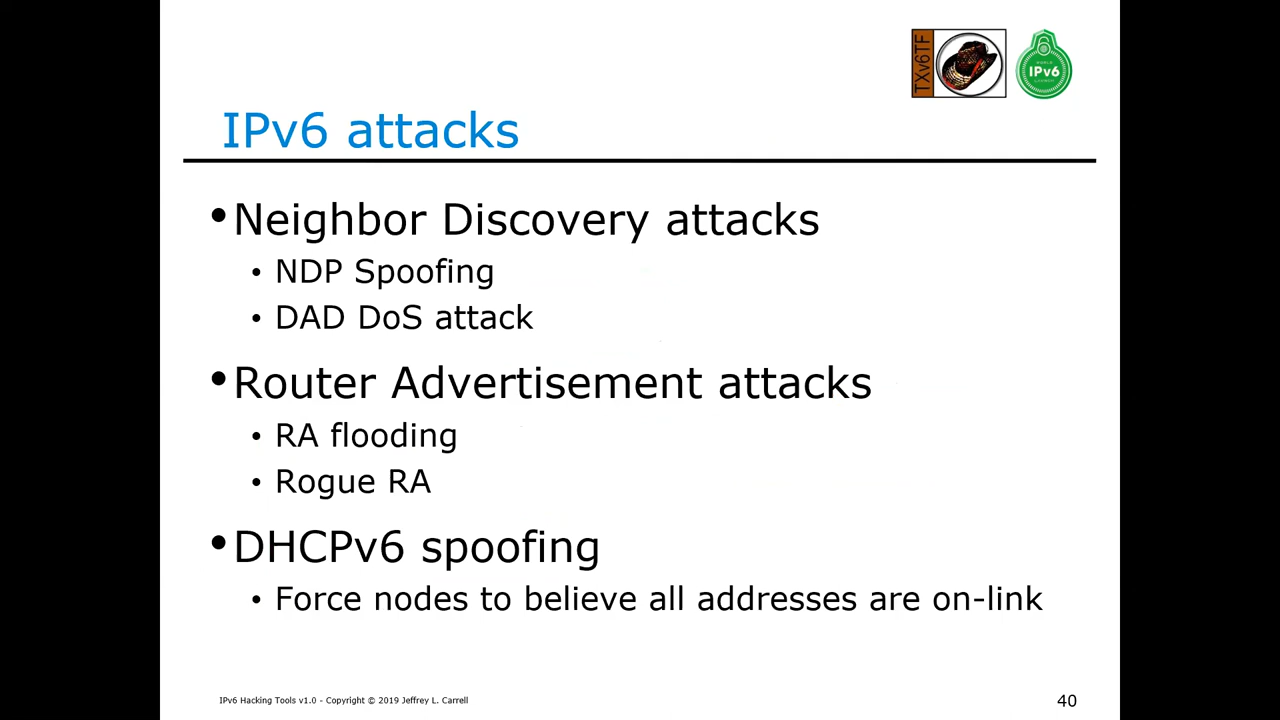 TXv6TF
WORLD
IPv6
LAUNCH
IPv6 attacks
•Neighbor Discovery attacks
• NDP Spoofing
• DAD DoS attack
•Router Advertisement attacks
• RA flooding
• Rogue RA
•DHCPv6 spoofing
• Force nodes to believe all addresses are on-link
IPv6 Hacking Tools v1.0 - Copyright © 2019 Jeffrey L. Carrell
40